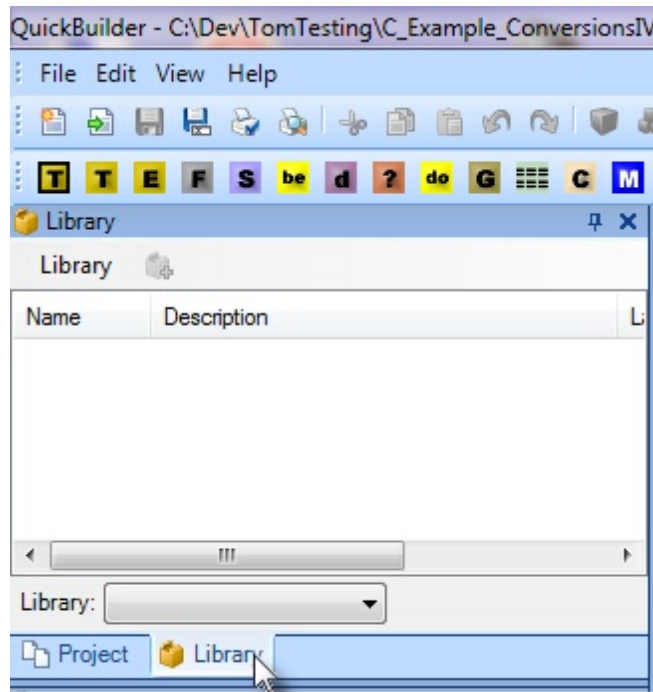 QuickBuilder - C:\Dev\TomTesting\C_Example_ConversionsIV
File Edit View Help
T T E F S be d ? do G C M
Library
Library
Name Description
Library:
Project Library